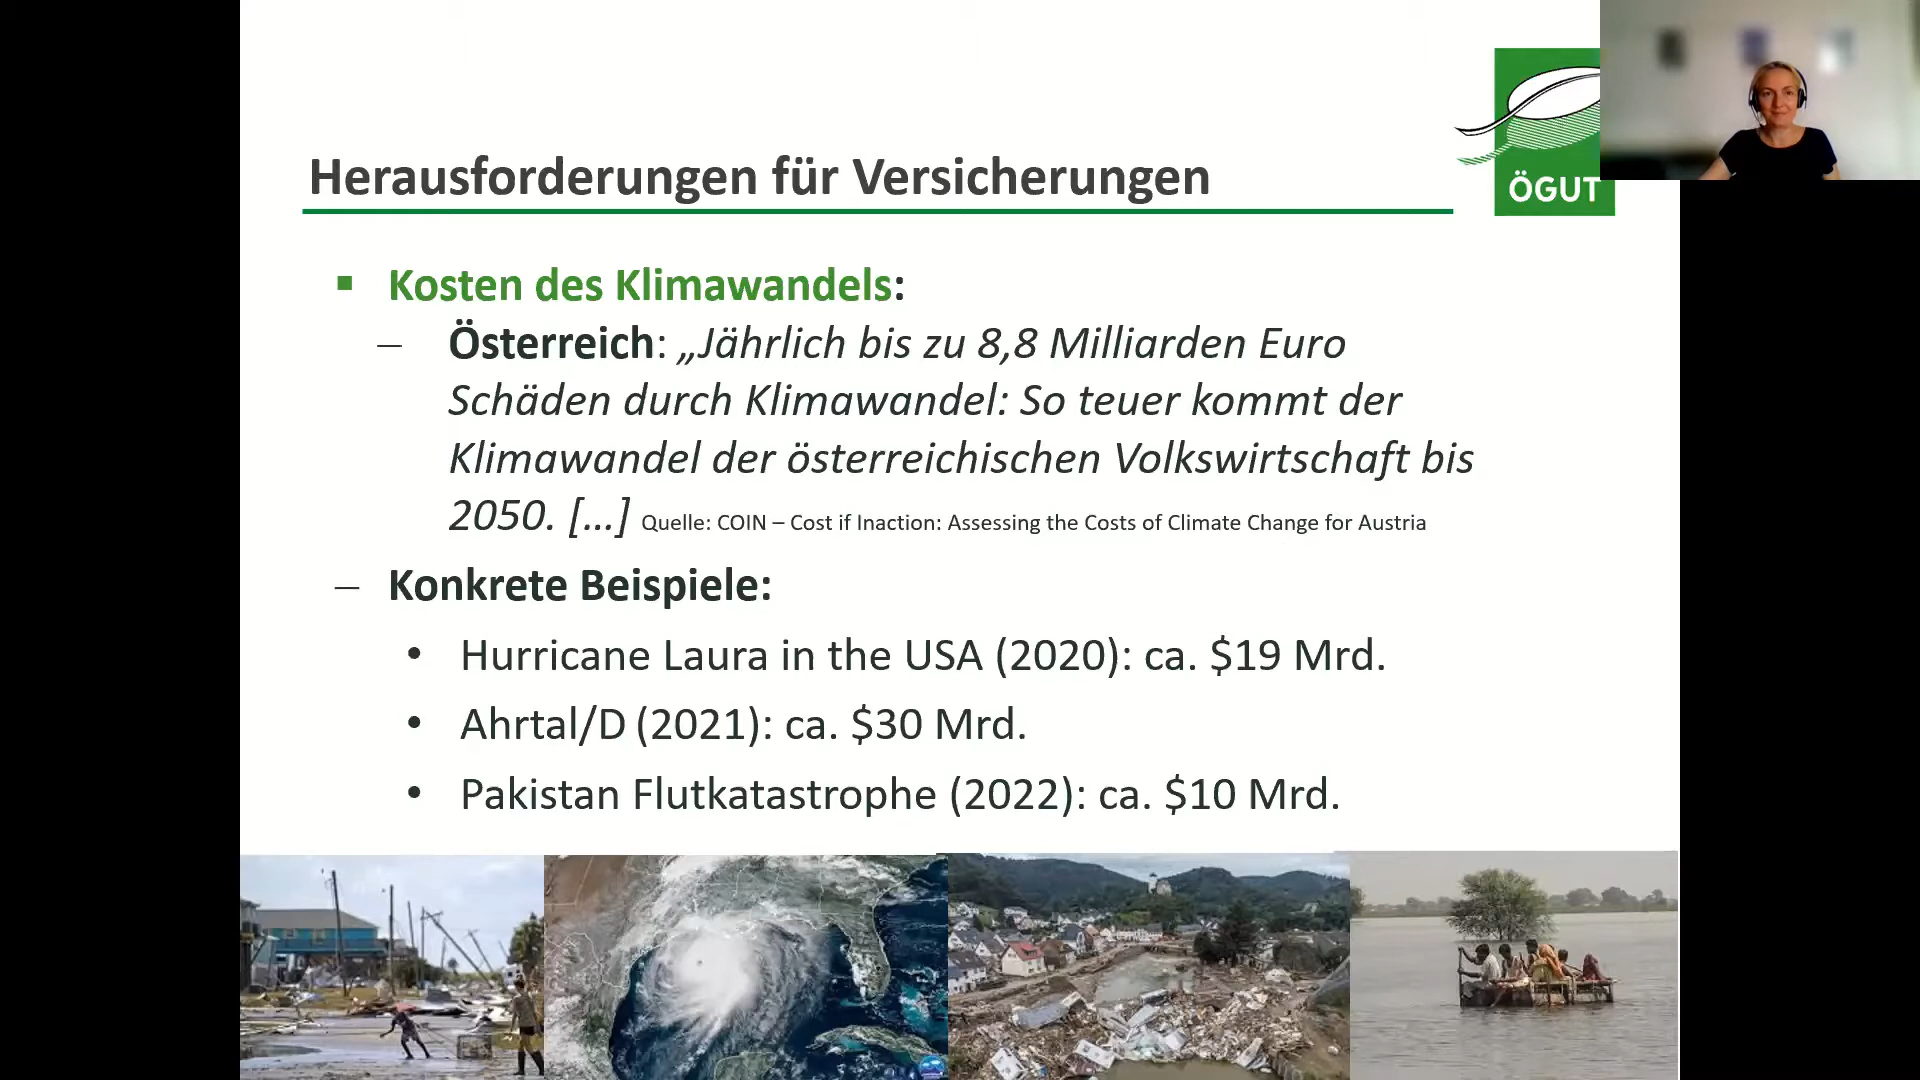 Herausforderungen für Versicherungen
ÖGUT
▪ Kosten des Klimawandels:
– Österreich: „Jährlich bis zu 8,8 Milliarden Euro
Schäden durch Klimawandel: So teuer kommt der
Klimawandel der österreichischen Volkswirtschaft bis
2050. [...] Quelle: COIN – Cost if Inaction: Assessing the Costs of Climate Change for Austria
– Konkrete Beispiele:
• Hurricane Laura in the USA (2020): ca. $19 Mrd.
• Ahrtal/D (2021): ca. $30 Mrd.
• Pakistan Flutkatastrophe (2022): ca. $10 Mrd.